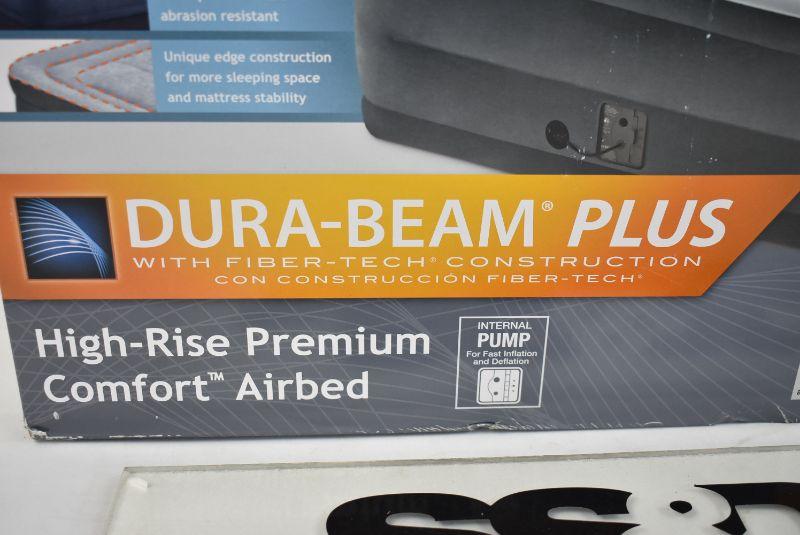 abrasion resistant
Unique edge construction
for more sleeping space
and mattress stability
DURA-BEAM® PLUS
WITH FIBER-TECH® CONSTRUCTION
CON CONSTRUCCIÓN FIBER-TECH®
High-Rise Premium
Comfort™ Airbed
INTERNAL
PUMP
For Fast Inflation
and Deflation